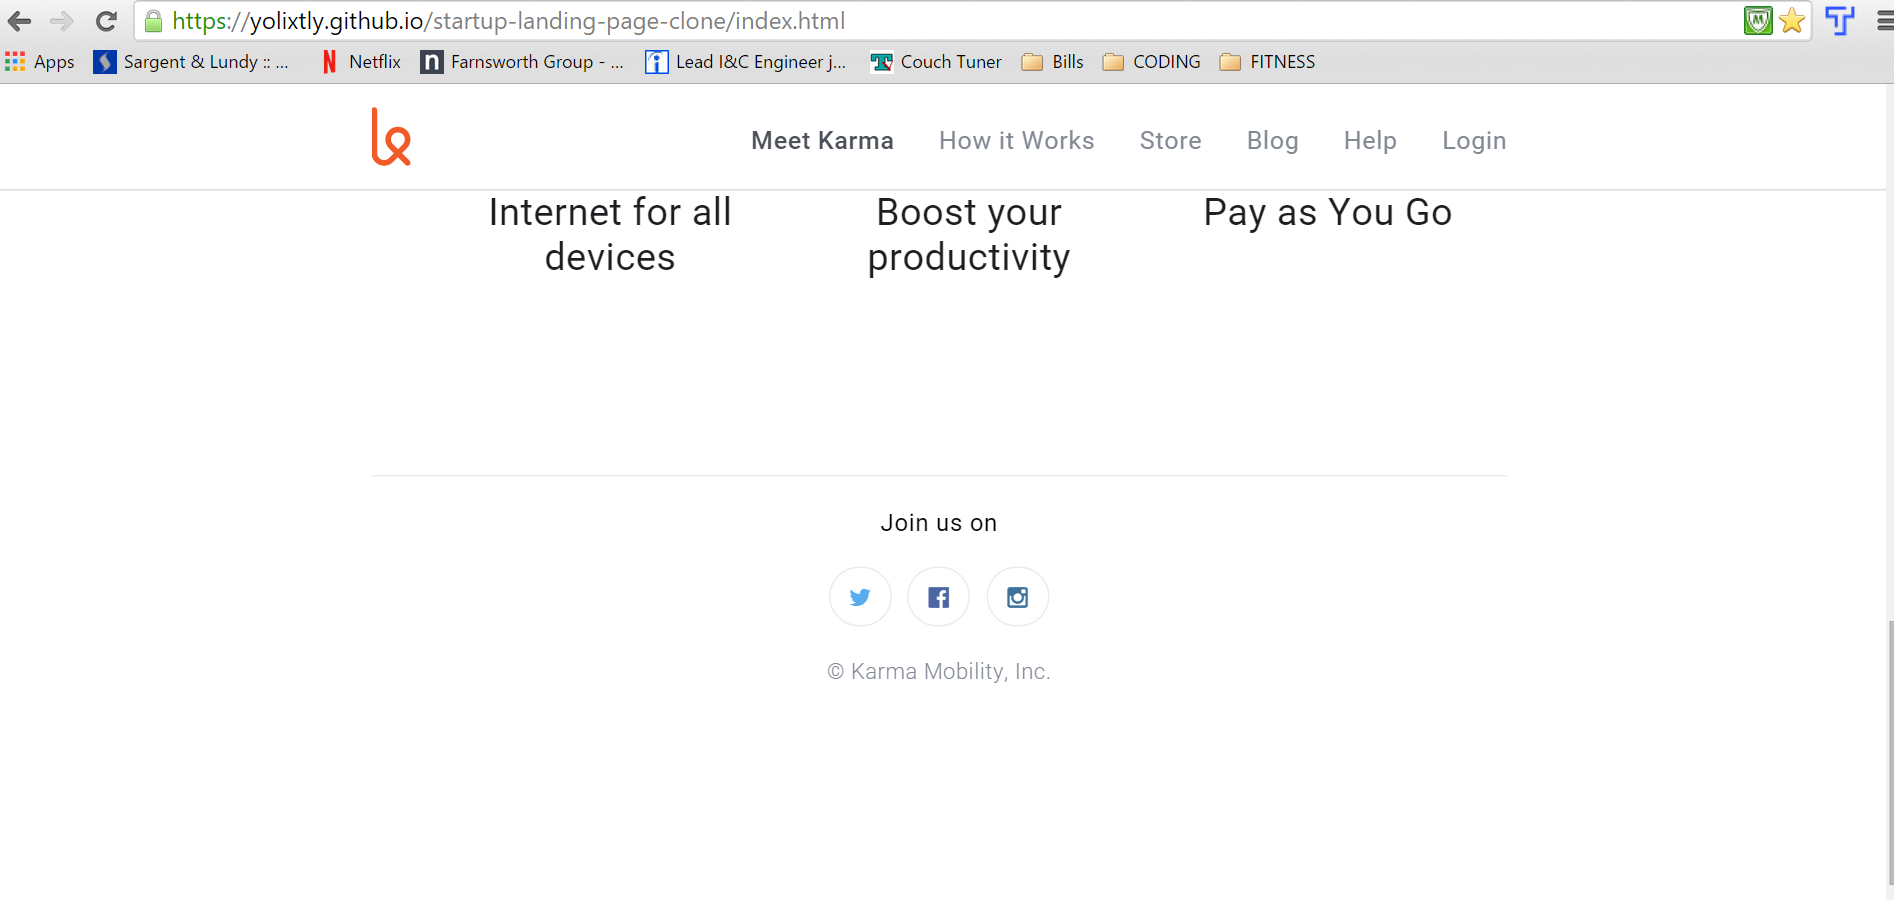 https://yolixtly.github.io/startup-landing-page-clone/index.html
Apps Sargent & Lundy :: ... Netflix Farnsworth Group - ... Lead I&C Engineer j... Couch Tuner Bills CODING FITNESS
Meet Karma How it Works Store Blog Help Login
Internet for all
devices
Boost your
productivity
Pay as You Go
Join us on
© Karma Mobility, Inc.